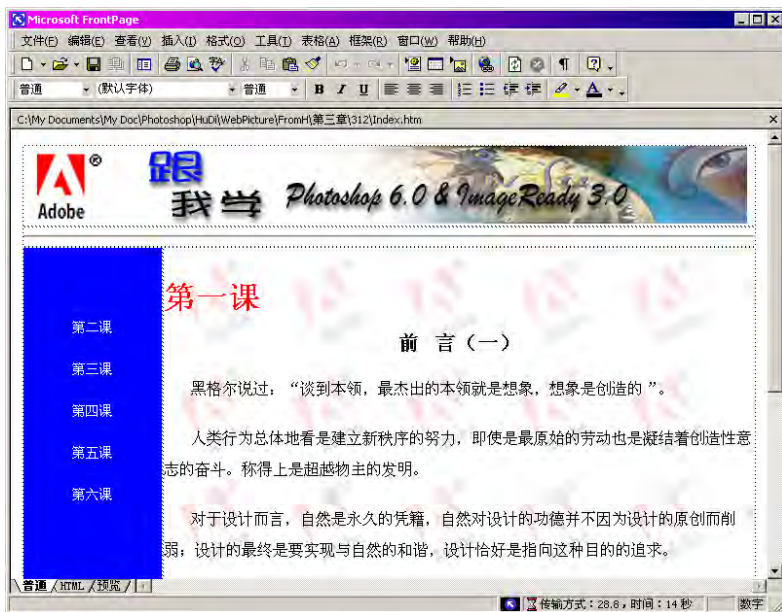 Microsoft FrontPage
文件(F) 编辑(E) 查看(V) 插入(I) 格式(O) 工具(T) 表格(A) 框架(R) 窗口(W) 帮助(H)
普通 (默认字体) 普通 B I U A
C:\My Documents\My Doc\Photoshop\HuDi\WebPicture\FromH\第三章\312\Index.htm
Adobe ® 跟我学 Photoshop 6.0 & ImageReady 3.0
第一课
前 言（一）
第二课
第三课
第四课
第五课
第六课
黑格尔说过：“谈到本领，最杰出的本领就是想象，想象是创造的 ”。
人类行为总体地看是建立新秩序的努力，即使是最原始的劳动也是凝结着创造性意
志的奋斗。称得上是超越物主的发明。
对于设计而言，自然是永久的凭籍，自然对设计的功德并不因为设计的原创而削
弱；设计的最终是要实现与自然的和谐，设计恰好是指向这种目的的追求。
普通 HTML 预览
传输方式：28.8，时间：14 秒 数字